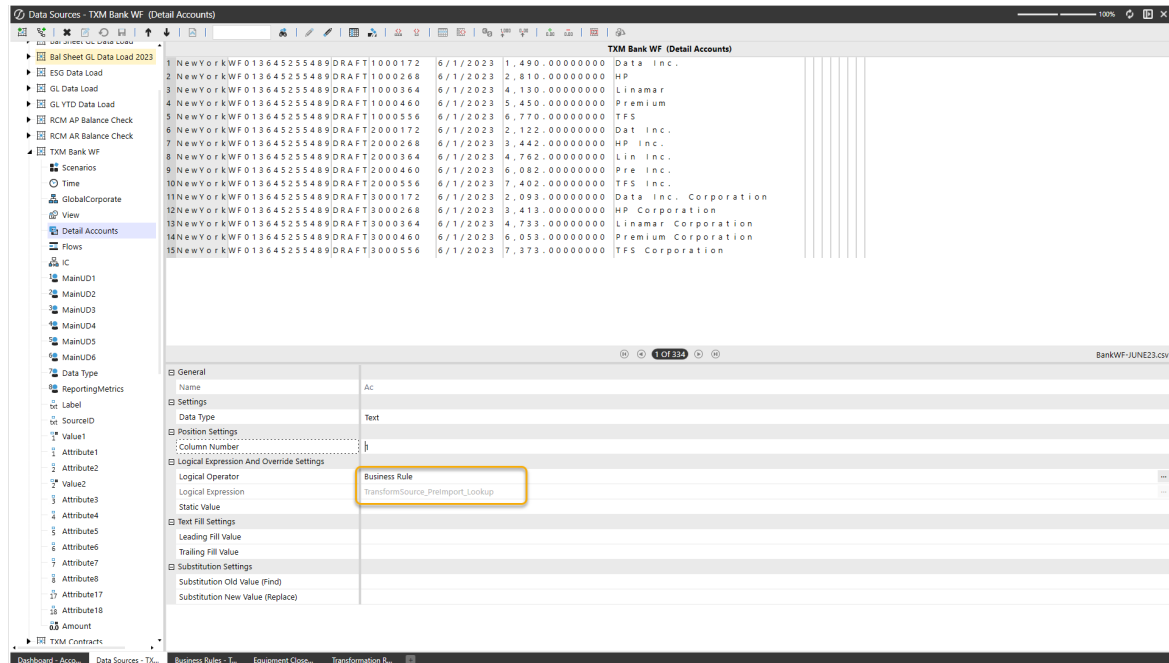 Data Sources - TXM Bank WF (Detail Accounts)
100%
Bal Sheet GL Data Load
Bal Sheet GL Data Load 2023
ESG Data Load
GL Data Load
GL YTD Data Load
RCM AP Balance Check
RCM AR Balance Check
TXM Bank WF
Scenarios
Time
GlobalCorporate
View
Detail Accounts
Flows
IC
MainUD1
MainUD2
MainUD3
MainUD4
MainUD5
MainUD6
Data Type
ReportingMetrics
Label
SourceID
Value1
Attribute1
Attribute2
Value2
Attribute3
Attribute4
Attribute5
Attribute6
Attribute7
Attribute8
Attribute17
Attribute18
Amount
TXM Contracts
TXM Bank WF (Detail Accounts)
1 NewYork WF013645255489 DRAFT 1000172 6/1/2023 1,490.00000000 Data Inc.
2 NewYork WF013645255489 DRAFT 1000268 6/1/2023 2,810.00000000 HP
3 NewYork WF013645255489 DRAFT 1000364 6/1/2023 4,130.00000000 Linamar
4 NewYork WF013645255489 DRAFT 1000460 6/1/2023 5,450.00000000 Premium
5 NewYork WF013645255489 DRAFT 1000556 6/1/2023 6,770.00000000 TFS
6 NewYork WF013645255489 DRAFT 2000172 6/1/2023 2,122.00000000 Dat Inc.
7 NewYork WF013645255489 DRAFT 2000268 6/1/2023 3,442.00000000 HP Inc.
8 NewYork WF013645255489 DRAFT 2000364 6/1/2023 4,762.00000000 Lin Inc.
9 NewYork WF013645255489 DRAFT 2000460 6/1/2023 6,082.00000000 Pre Inc.
10 NewYork WF013645255489 DRAFT 2000556 6/1/2023 7,402.00000000 TFS Inc.
11 NewYork WF013645255489 DRAFT 3000172 6/1/2023 2,093.00000000 Data Inc. Corporation
12 NewYork WF013645255489 DRAFT 3000268 6/1/2023 3,413.00000000 HP Corporation
13 NewYork WF013645255489 DRAFT 3000364 6/1/2023 4,733.00000000 Linamar Corporation
14 NewYork WF013645255489 DRAFT 3000460 6/1/2023 6,053.00000000 Premium Corporation
15 NewYork WF013645255489 DRAFT 3000556 6/1/2023 7,373.00000000 TFS Corporation
1 Of 334
BankWF-JUNE23.csv
General
Name Ac
Settings
Data Type Text
Position Settings
Column Number 1
Logical Expression And Override Settings
Logical Operator Business Rule ...
Logical Expression TransformSource_PreImport_Lookup ...
Static Value
Text Fill Settings
Leading Fill Value
Trailing Fill Value
Substitution Settings
Substitution Old Value (Find)
Substitution New Value (Replace)
Dashboard - Acco... Data Sources - TX... Business Rules - T... Equipment Close... Transformation R...